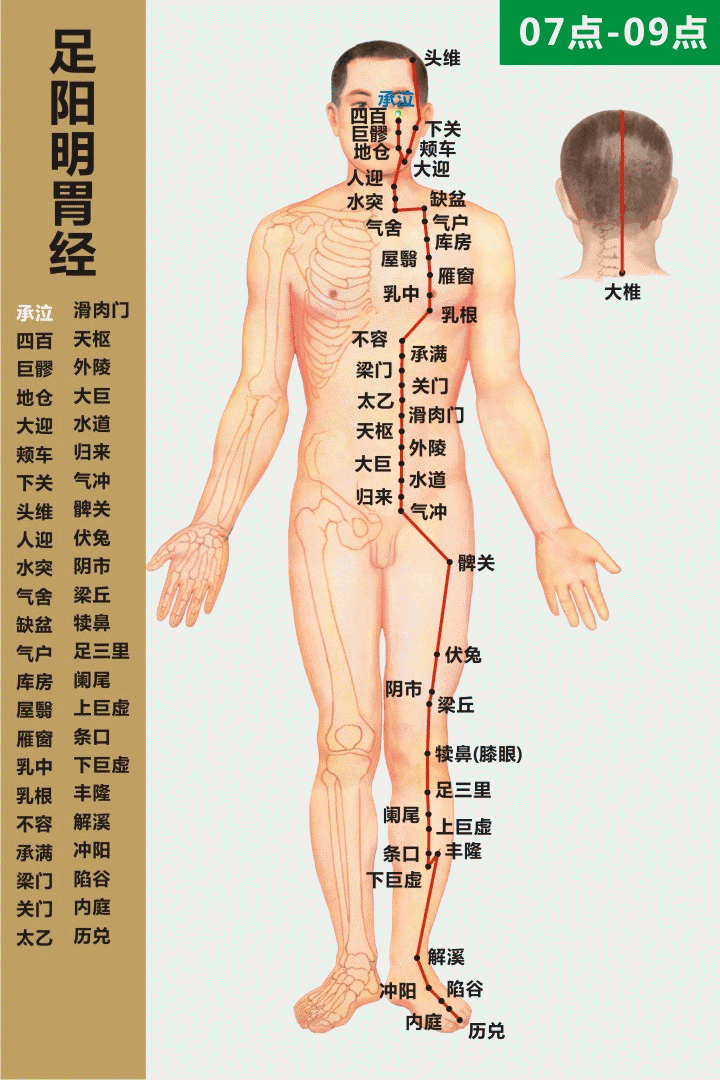 07点-09点
足阳明胃经
承泣
四百
巨髎
地仓
大迎
颊车
下关
头维
人迎
水突
气舍
缺盆
气户
库房
屋翳
雁窗
乳中
乳根
不容
承满
梁门
关门
太乙
滑肉门
天枢
外陵
大巨
水道
归来
气冲
髀关
伏兔
阴市
梁丘
犊鼻
足三里
阑尾
上巨虚
条口
下巨虚
丰隆
解溪
冲阳
陷谷
内庭
历兑
头维
承泣
四百
巨髎
地仓
下关
颊车
大迎
人迎
水突
缺盆
气舍
气户
库房
屋翳
雁窗
乳中
乳根
不容
承满
梁门
关门
太乙
滑肉门
天枢
外陵
大巨
水道
归来
气冲
髀关
伏兔
阴市
梁丘
犊鼻(膝眼)
足三里
阑尾
上巨虚
条口
丰隆
下巨虚
解溪
冲阳
陷谷
内庭
历兑
大椎